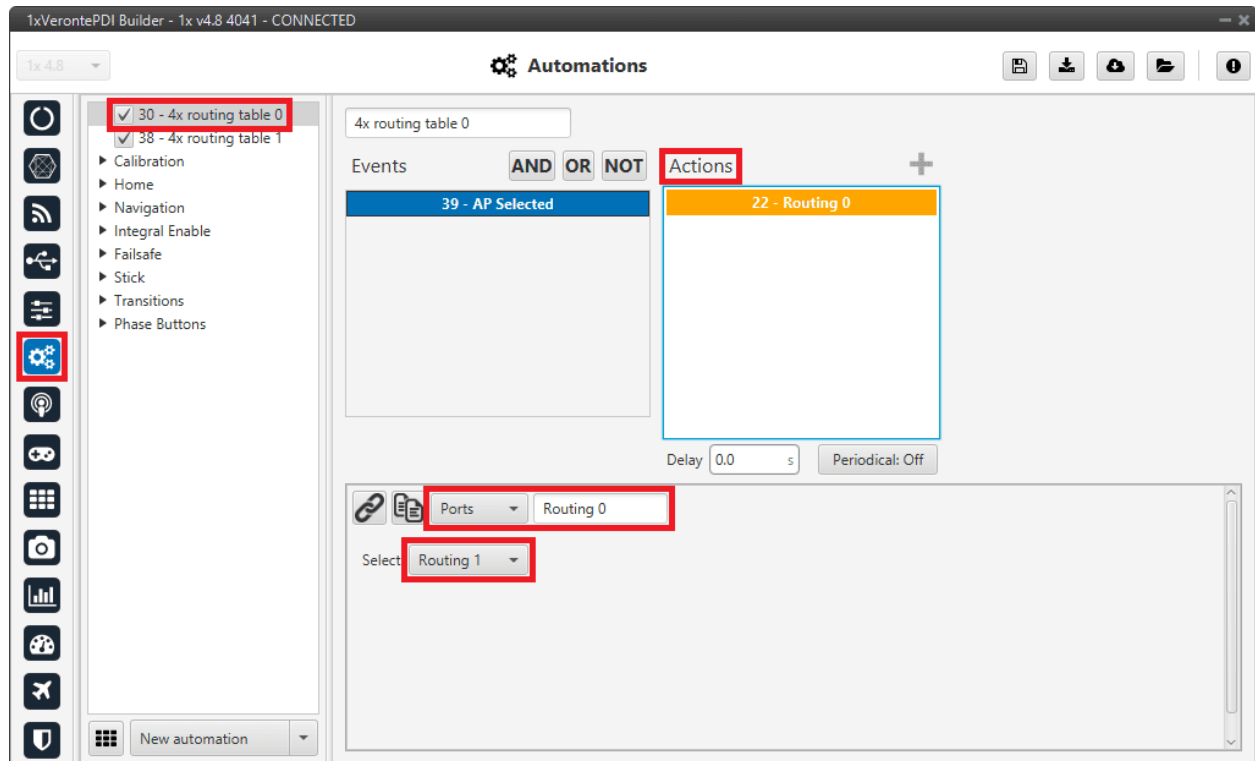 1xVerontePDI Builder - 1x v4.8 4041 - CONNECTED
1x 4.8
Automations
30 - 4x routing table 0
38 - 4x routing table 1
Calibration
Home
Navigation
Integral Enable
Failsafe
Stick
Transitions
Phase Buttons
New automation
4x routing table 0
Events AND OR NOT Actions
39 - AP Selected
22 - Routing 0
Delay 0.0 s Periodical: Off
Ports Routing 0
Select Routing 1